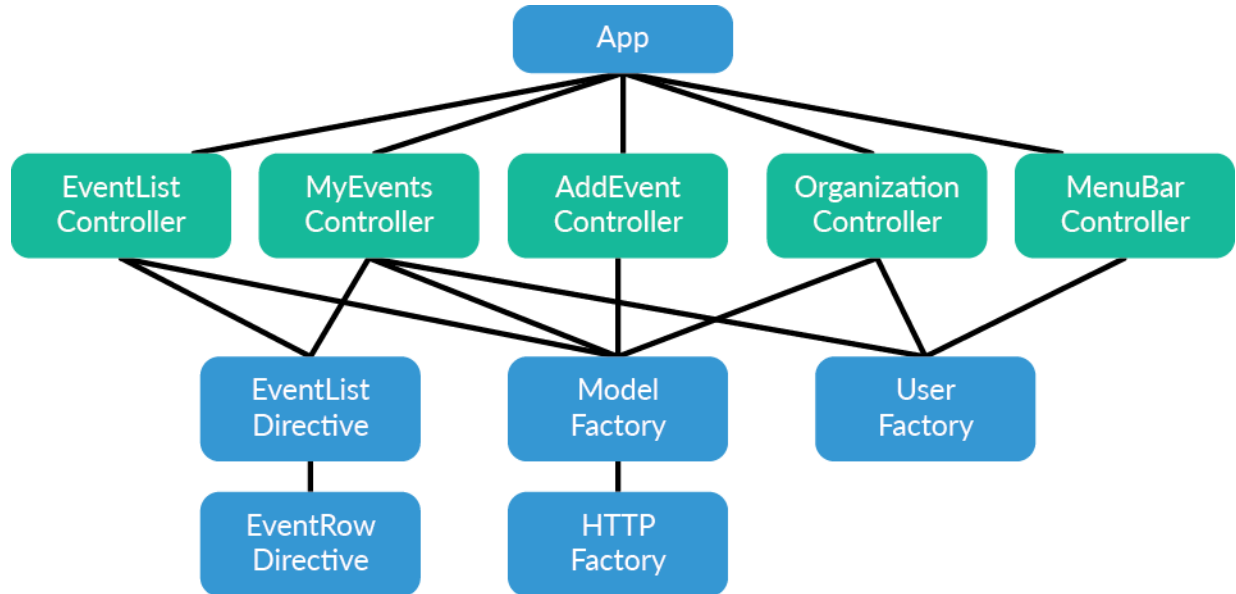 App
EventList
Controller
MyEvents
Controller
AddEvent
Controller
Organization
Controller
MenuBar
Controller
EventList
Directive
Model
Factory
User
Factory
EventRow
Directive
HTTP
Factory